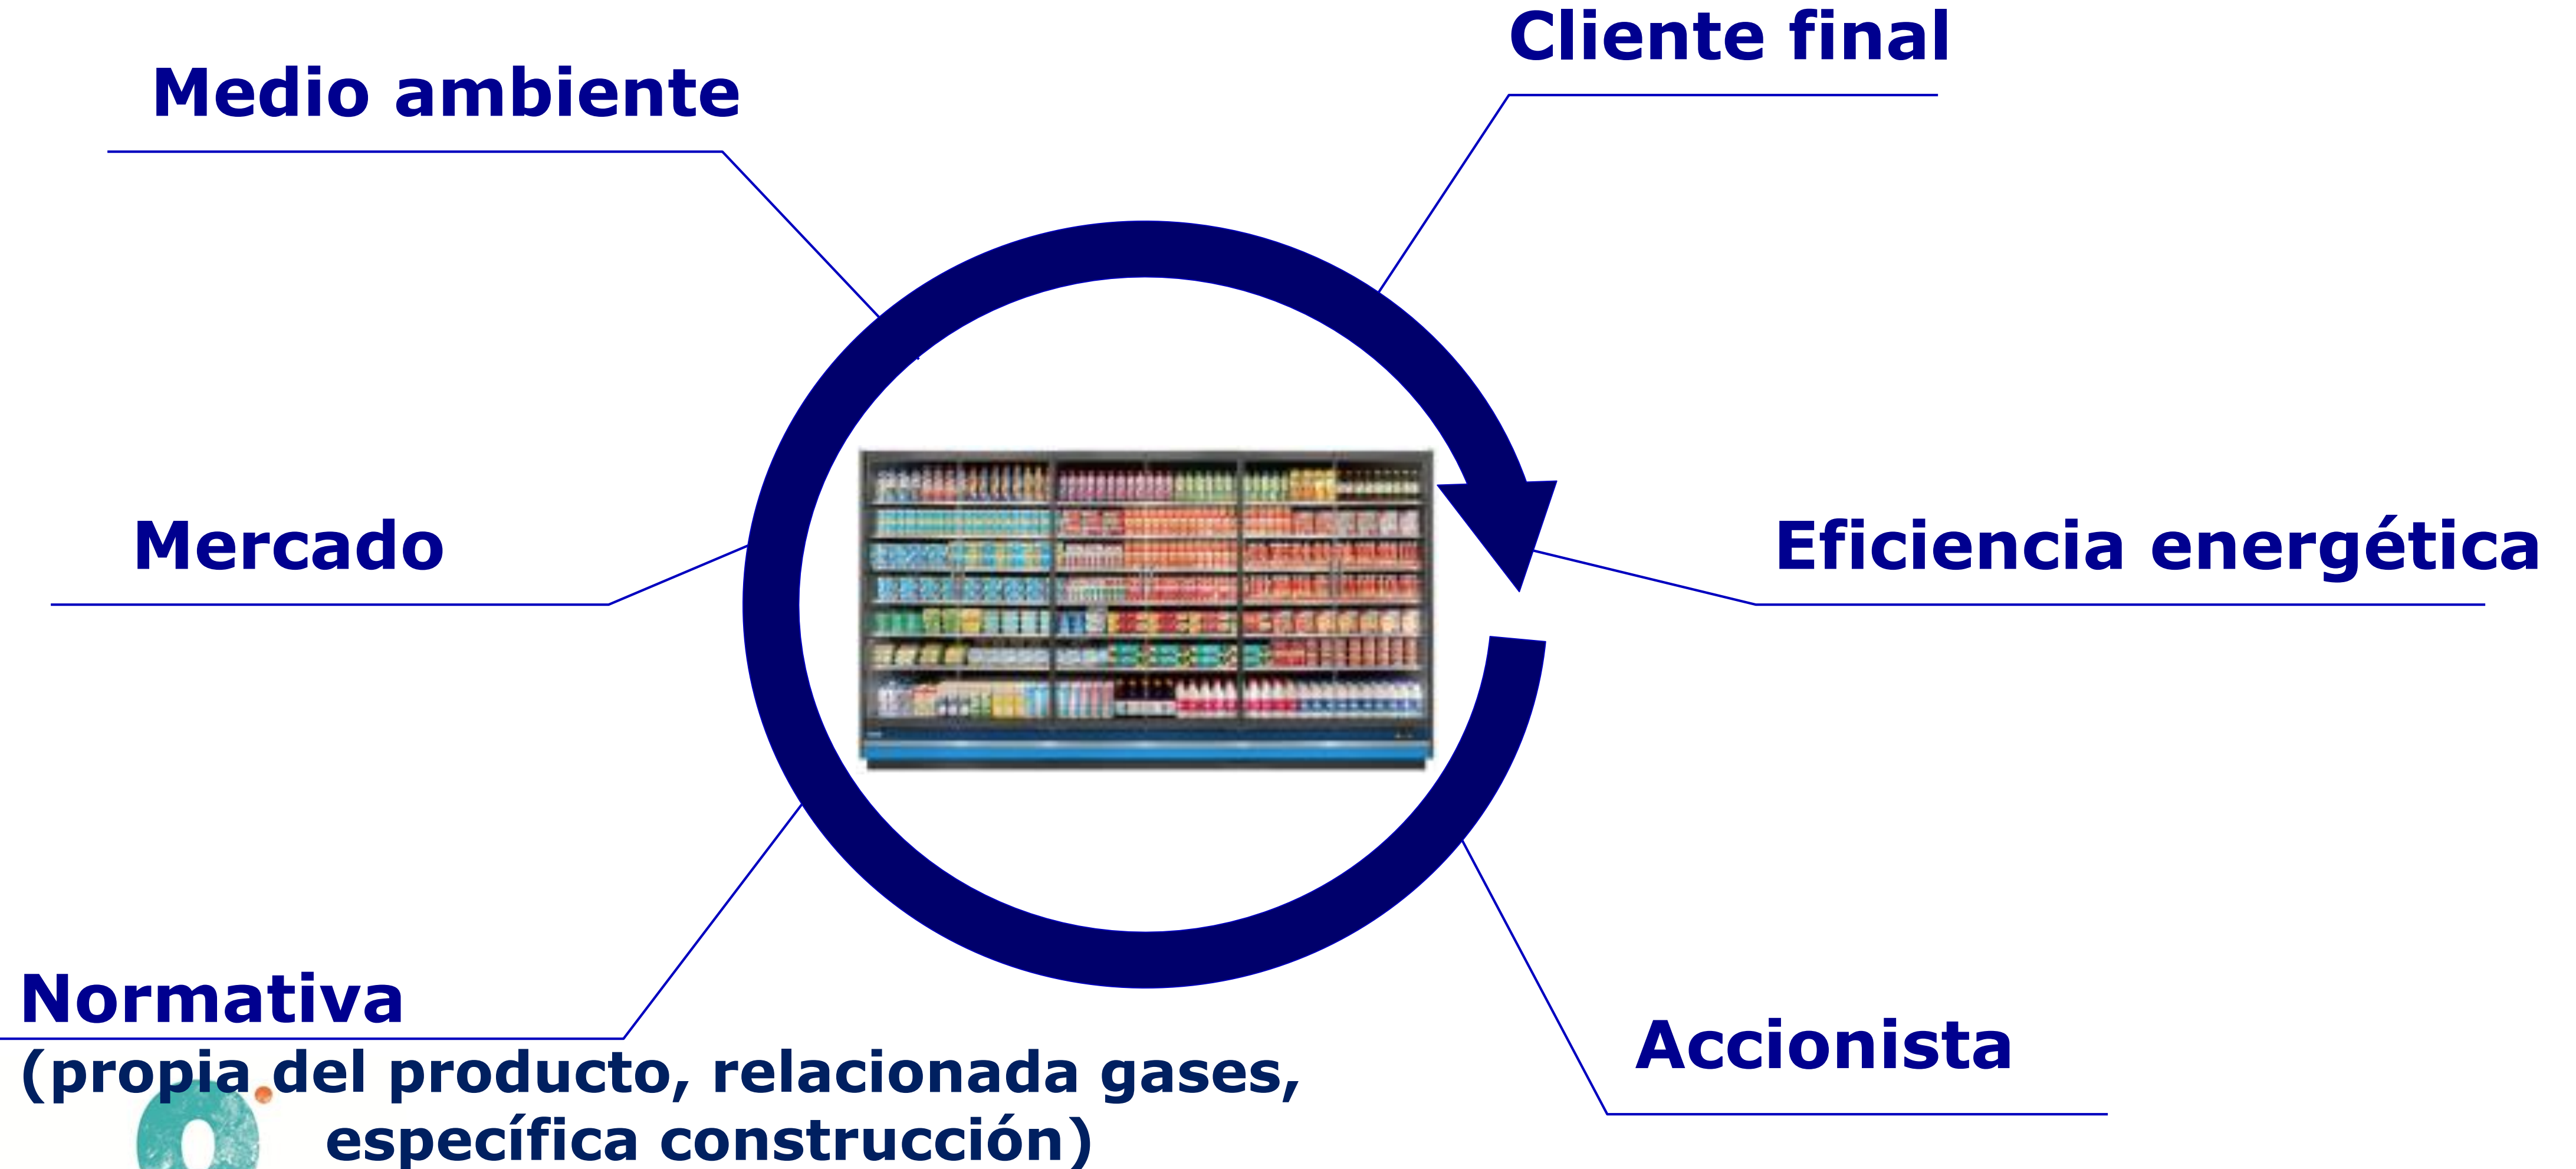 Cliente final
Medio ambiente
Mercado
Eficiencia energética
Normativa
(propia del producto, relacionada gases,
específica construcción)
Accionista